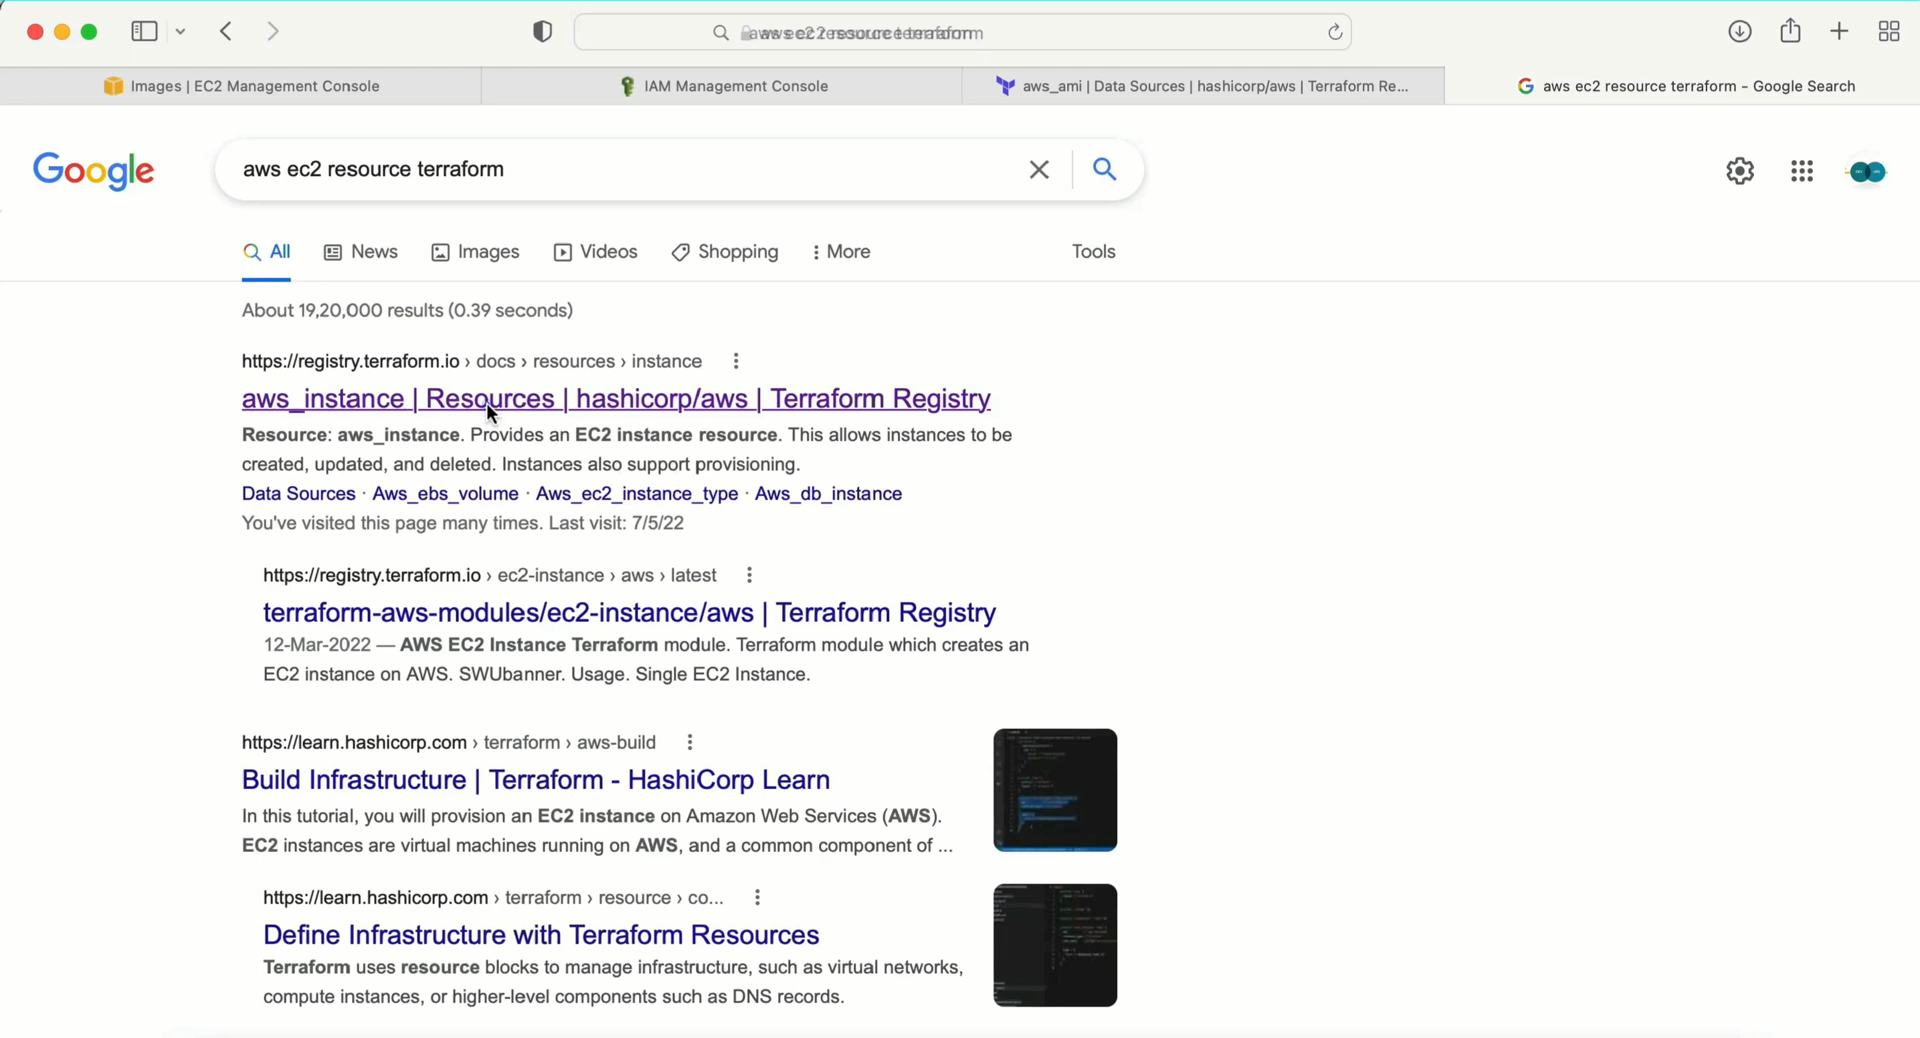 Images | EC2 Management Console
IAM Management Console
aws_ami | Data Sources | hashicorp/aws | Terraform Re...
aws ec2 resource terraform – Google Search
Google
aws ec2 resource terraform
All
News
Images
Videos
Shopping
More
Tools
About 19,20,000 results (0.39 seconds)
https://registry.terraform.io › docs › resources › instance
aws_instance | Resources | hashicorp/aws | Terraform Registry
Resource: aws_instance. Provides an EC2 instance resource. This allows instances to be
created, updated, and deleted. Instances also support provisioning.
Data Sources · Aws_ebs_volume · Aws_ec2_instance_type · Aws_db_instance
You've visited this page many times. Last visit: 7/5/22
https://registry.terraform.io › ec2-instance › aws › latest
terraform-aws-modules/ec2-instance/aws | Terraform Registry
12-Mar-2022 — AWS EC2 Instance Terraform module. Terraform module which creates an
EC2 instance on AWS. SWUbanner. Usage. Single EC2 Instance.
https://learn.hashicorp.com › terraform › aws-build
Build Infrastructure | Terraform - HashiCorp Learn
In this tutorial, you will provision an EC2 instance on Amazon Web Services (AWS).
EC2 instances are virtual machines running on AWS, and a common component of ...
https://learn.hashicorp.com › terraform › resource › co...
Define Infrastructure with Terraform Resources
Terraform uses resource blocks to manage infrastructure, such as virtual networks,
compute instances, or higher-level components such as DNS records.